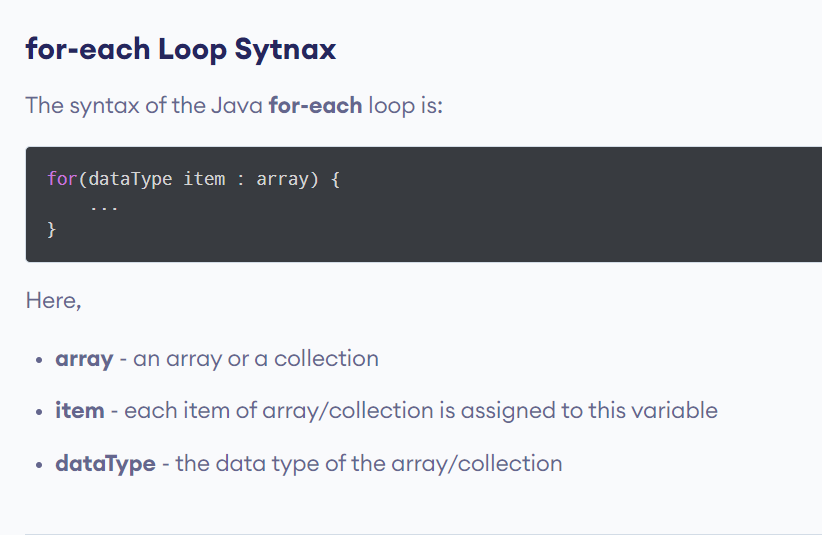 for-each Loop Sytnax
The syntax of the Java for-each loop is:
for(dataType item : array) {
    ...
}
Here,
• array - an array or a collection
• item - each item of array/collection is assigned to this variable
• dataType - the data type of the array/collection